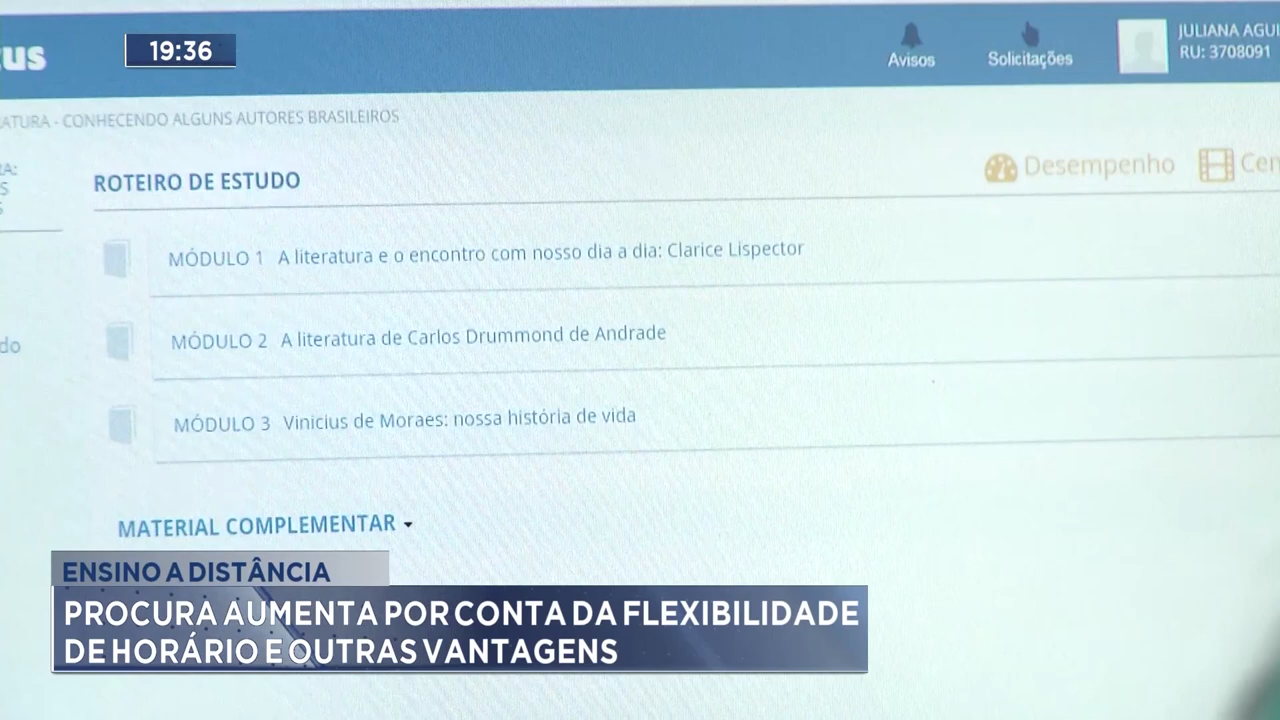 tus
19:36
Avisos
Solicitações
JULIANA AGUI
RU: 3708091
ATURA - CONHECENDO ALGUNS AUTORES BRASILEIROS
RA:
S
S
ROTEIRO DE ESTUDO
Desempenho
Cen
MÓDULO 1 A literatura e o encontro com nosso dia a dia: Clarice Lispector
MÓDULO 2 A literatura de Carlos Drummond de Andrade
do
MÓDULO 3 Vinicius de Moraes: nossa história de vida
MATERIAL COMPLEMENTAR
ENSINO A DISTÂNCIA
PROCURA AUMENTA POR CONTA DA FLEXIBILIDADE
DE HORÁRIO E OUTRAS VANTAGENS